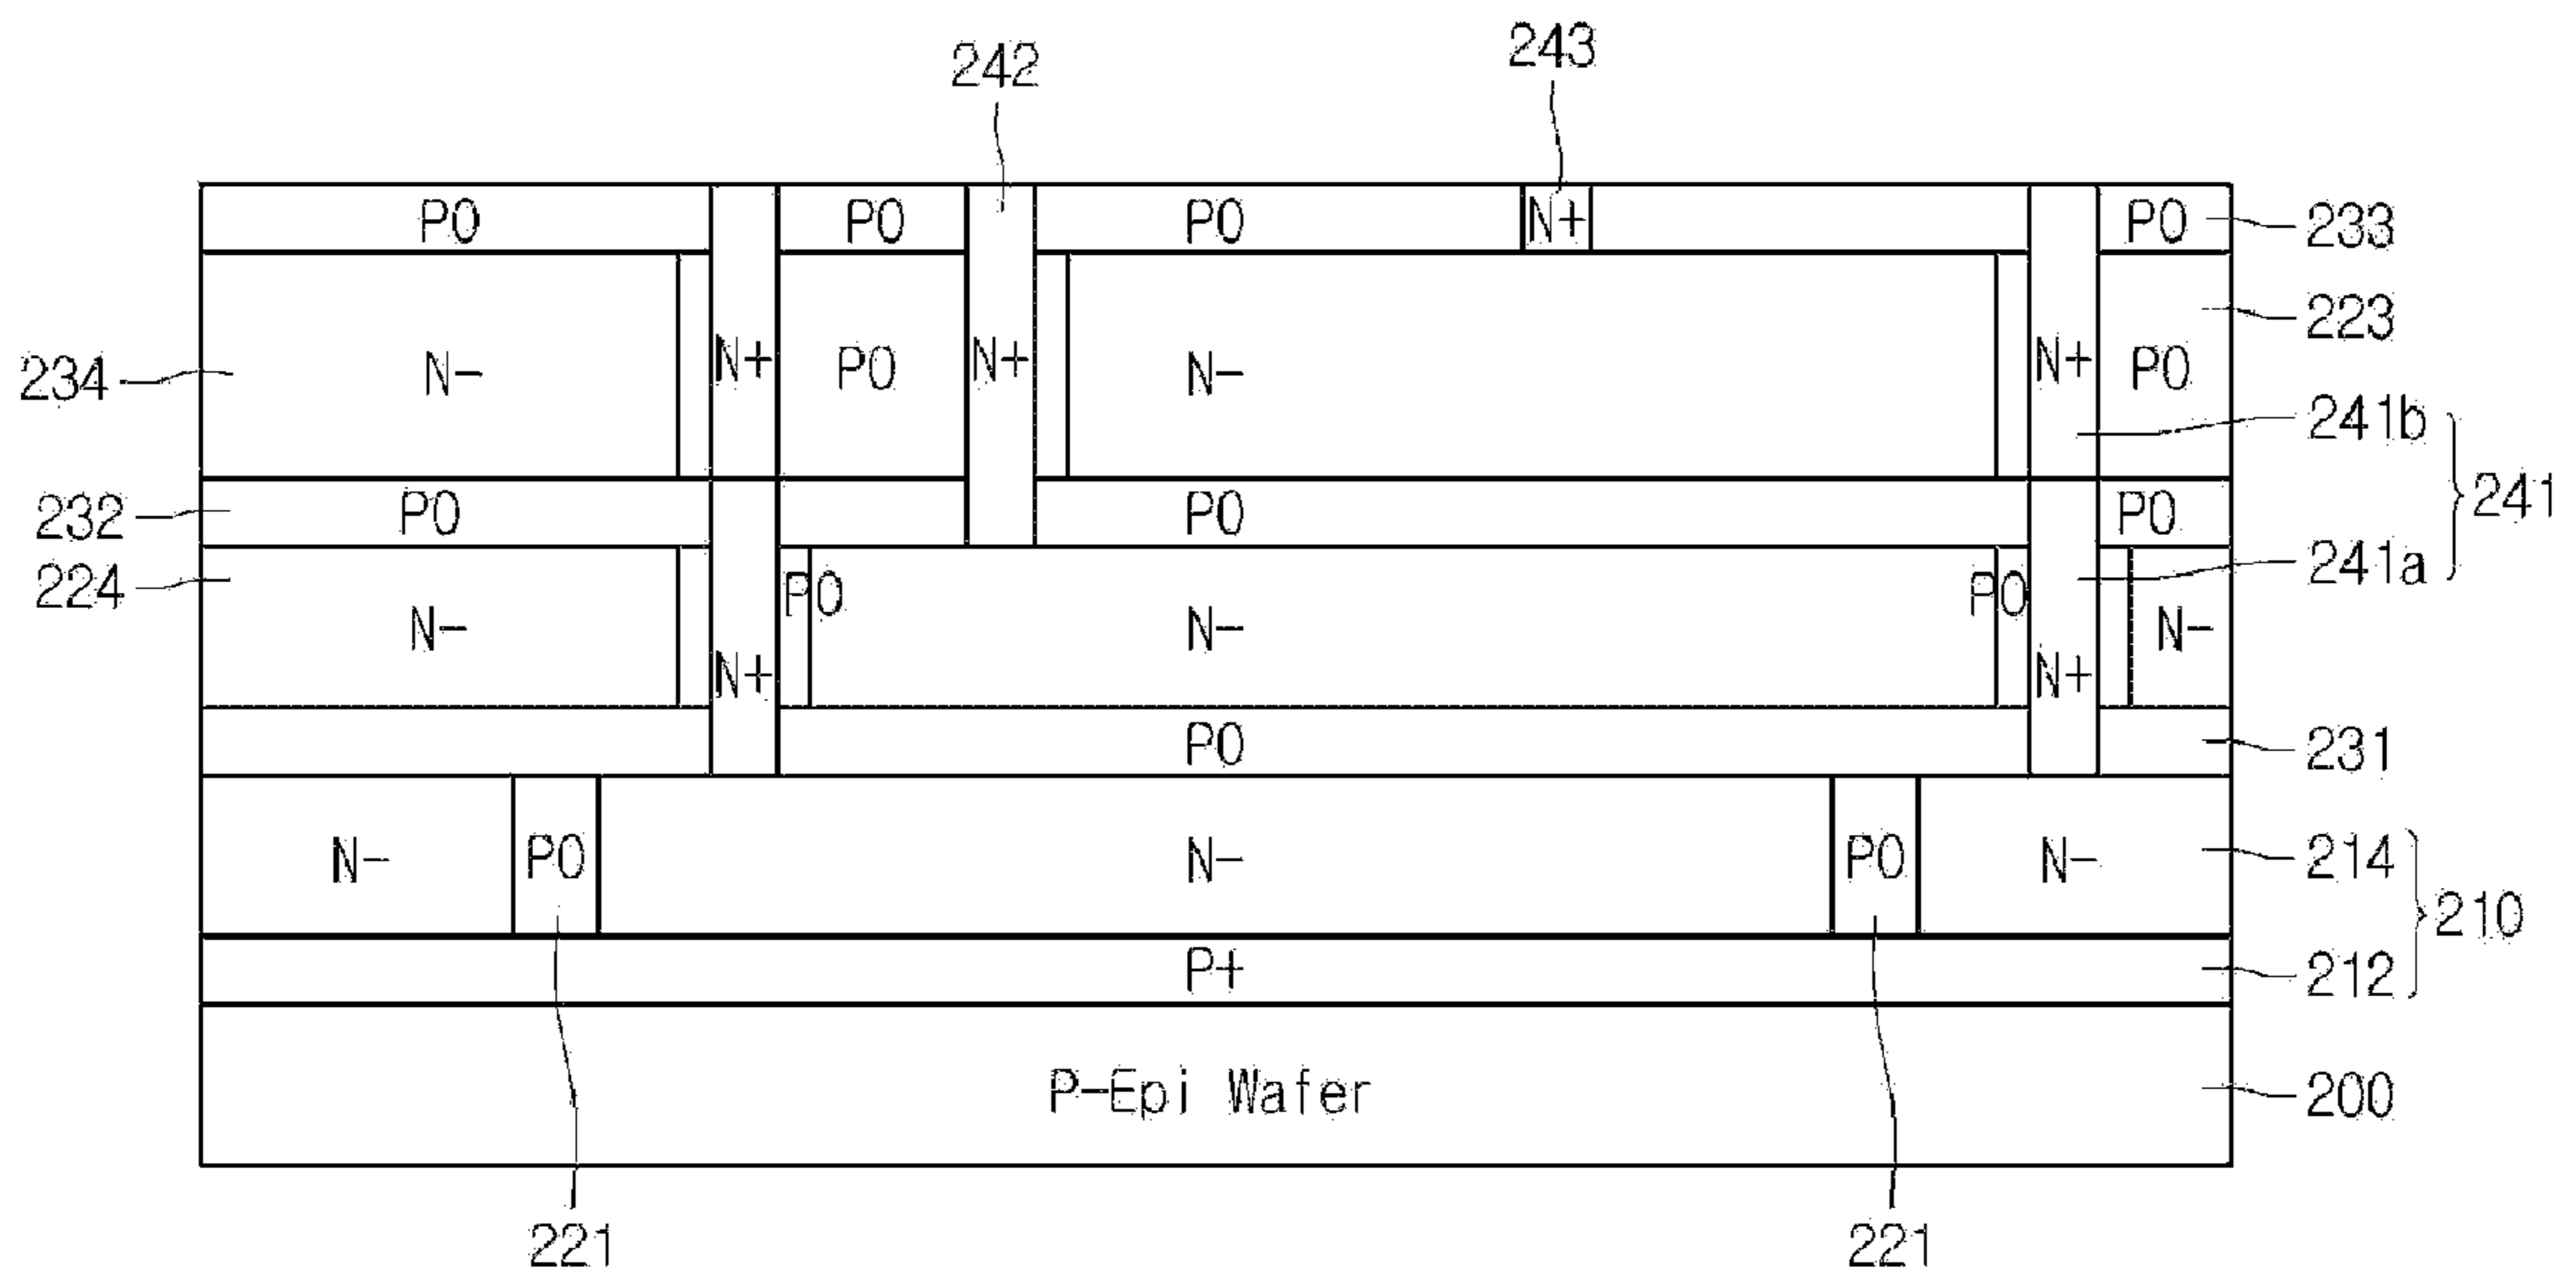 242
243
P0 P0 P0 N+ P0 233
223
234 N- N+ P0 N+ N- N+ P0
241b
232 P0 P0 P0 241
224 P0 P0 241a
N- N- N-
N+ N+
P0 231
N- P0 N- P0 N- 214
210
P+ 212
P-Epi Wafer 200
221 221